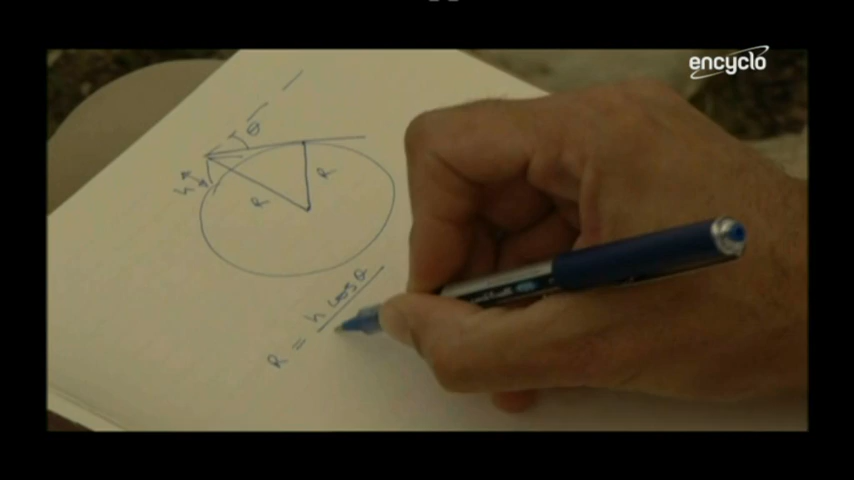 encyclo
θ
h
R
R
R = h cos θ